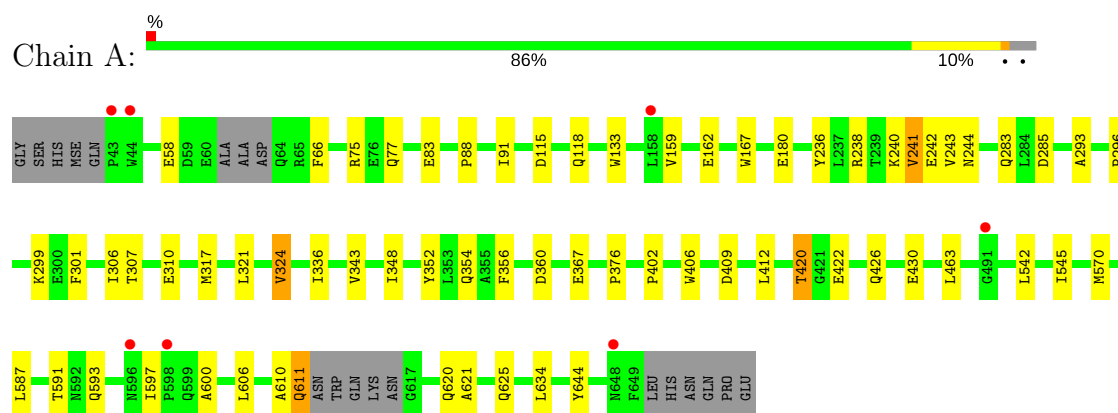 %
Chain A:
86% 10% • •
GLY SER HIS MSE GLN P43 W44 E58 D59 E60 ALA ALA ASP Q64 R65 F66 R75 E76 Q77 E83 P88 I91 D115 Q118 W133 L158 V159 E162 W167 E180 Y236 L237 R238 T239 K240 V241 E242 V243 N244 Q283 L284 D285 A293
K299 E300 F301 I306 T307 E310 M317 L321 V324 I336 V343 I348 Y352 L353 Q354 A355 F356 D360 E367 P376 P402 W406 D409 L412 T420 G421 E422 Q426 E430 L463 G491 L542 I545 M570
L587 T591 N592 Q593 N596 I597 P598 Q599 A600 L606 A610 Q611 ASN TRP GLN LYS ASN G617 Q620 A621 Q625 L634 Y644 N648 F649 LEU HIS ASN GLN PRO GLU